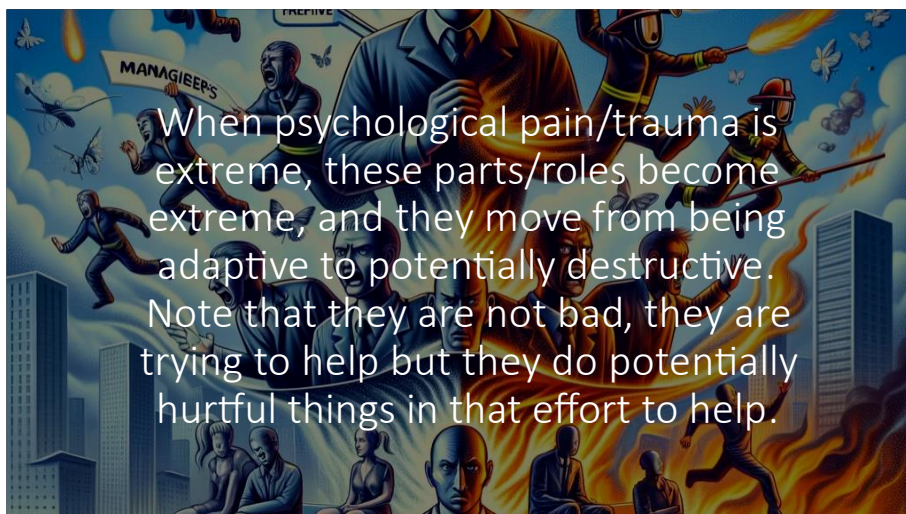 MANAGIEEP'S
When psychological pain/trauma is
extreme, these parts/roles become
extreme, and they move from being
adaptive to potentially destructive.
Note that they are not bad, they are
trying to help but they do potentially
hurtful things in that effort to help.